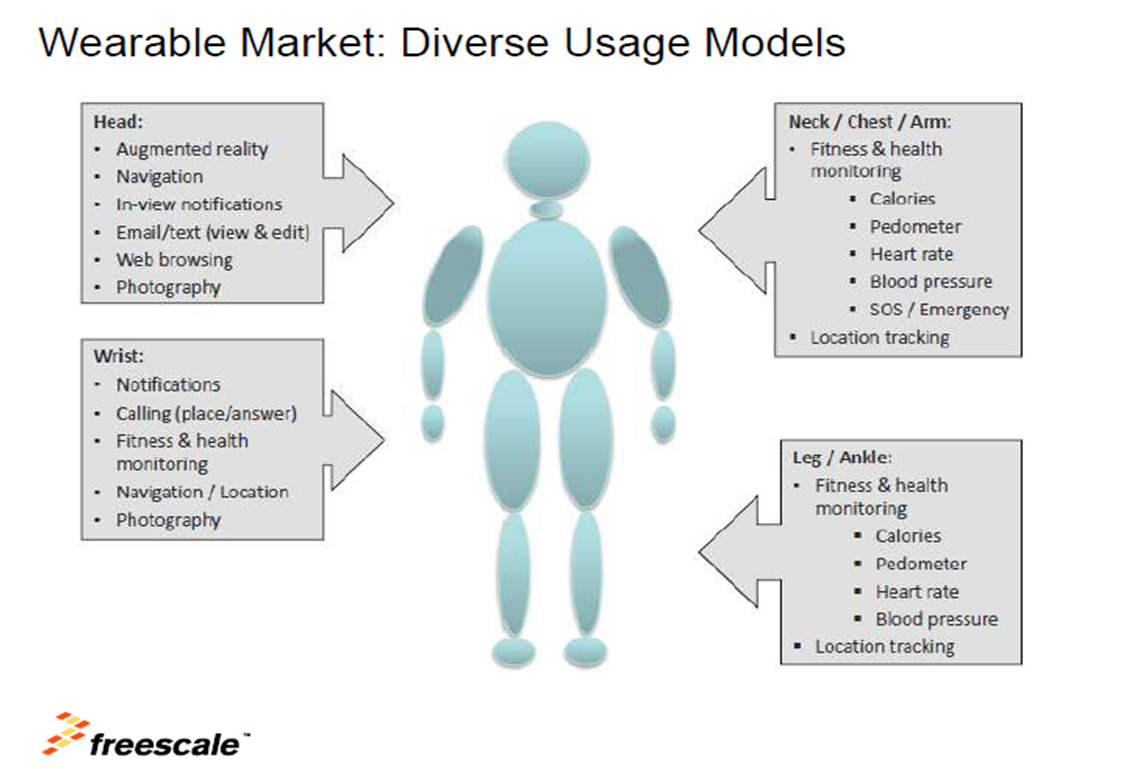 Wearable Market: Diverse Usage Models
Head:
• Augmented reality
• Navigation
• In-view notifications
• Email/text (view & edit)
• Web browsing
• Photography
Wrist:
• Notifications
• Calling (place/answer)
• Fitness & health
monitoring
• Navigation / Location
• Photography
Neck / Chest / Arm:
• Fitness & health
monitoring
▪ Calories
▪ Pedometer
▪ Heart rate
▪ Blood pressure
▪ SOS / Emergency
▪ Location tracking
Leg / Ankle:
• Fitness & health
monitoring
▪ Calories
▪ Pedometer
▪ Heart rate
▪ Blood pressure
▪ Location tracking
freescale™